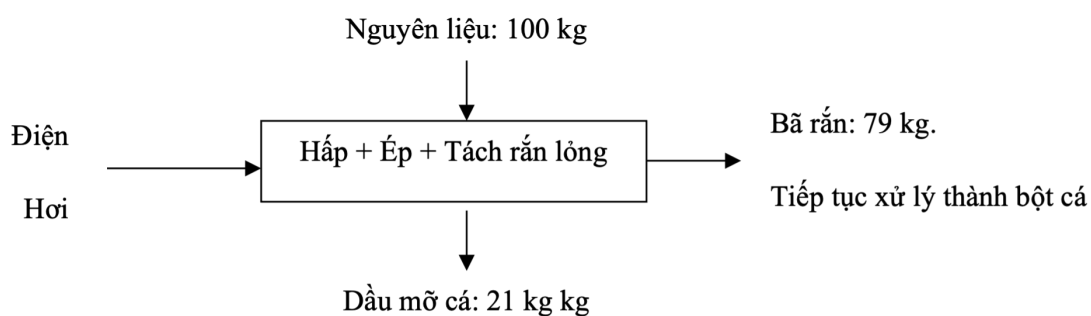 Nguyên liệu: 100 kg
Điện
Hơi
Hấp + Ép + Tách rắn lỏng
Bã rắn: 79 kg.
Tiếp tục xử lý thành bột cá
Dầu mỡ cá: 21 kg kg